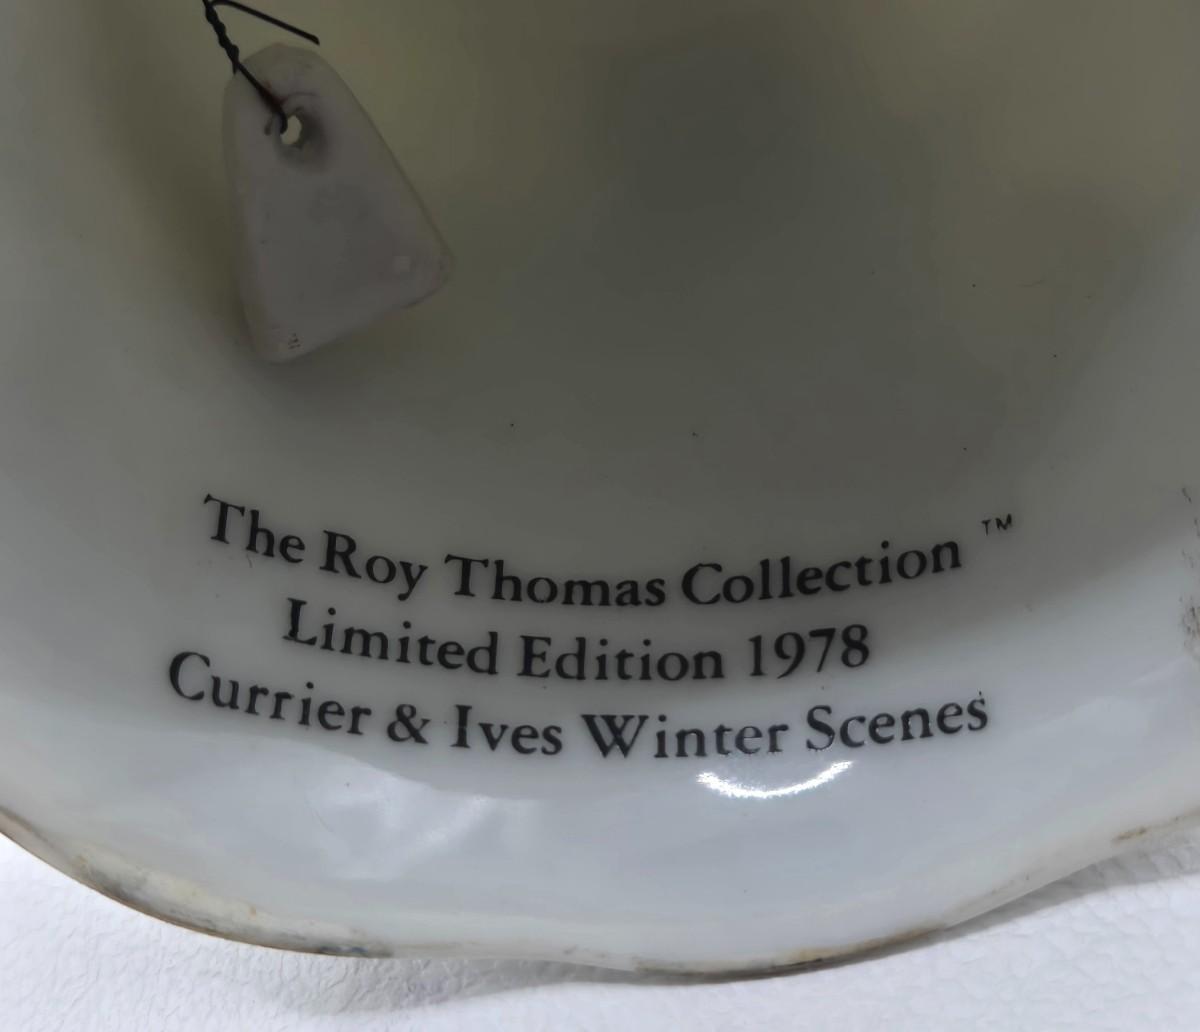 The Roy Thomas Collection ™
Limited Edition 1978
Currier & Ives Winter Scenes